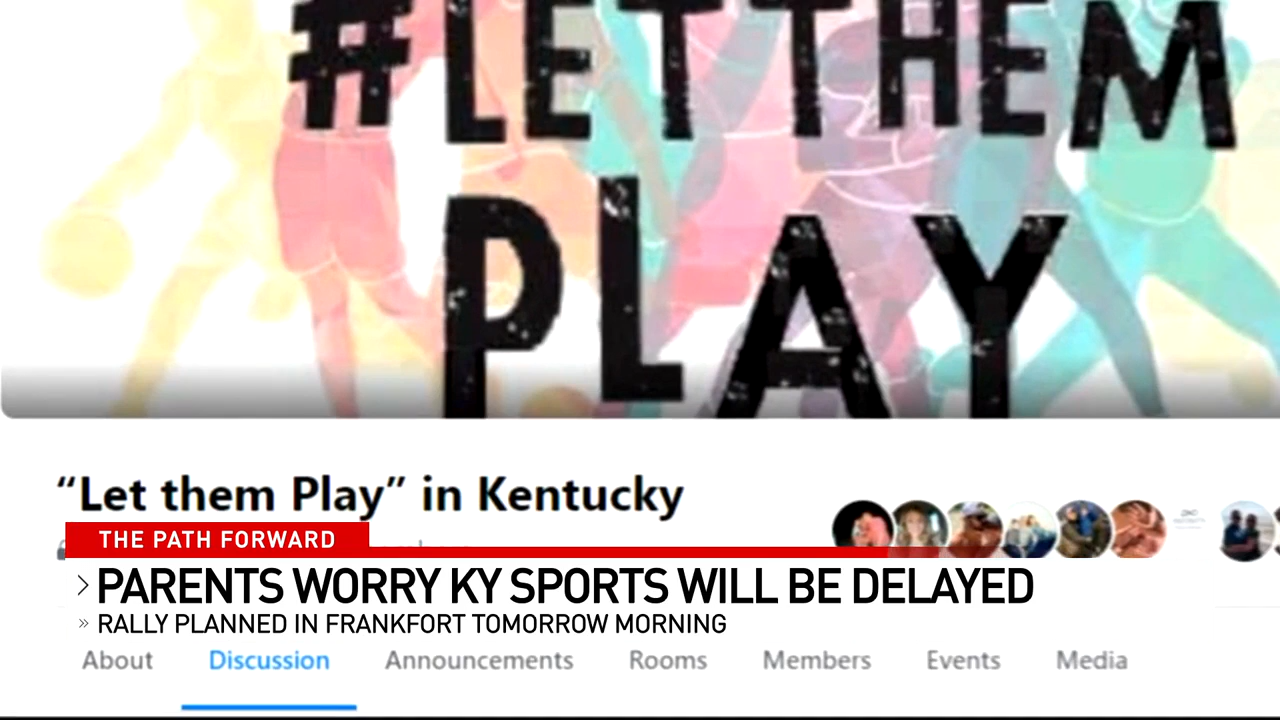 #LETTHEM
PLAY
“Let them Play” in Kentucky
THE PATH FORWARD
> PARENTS WORRY KY SPORTS WILL BE DELAYED
» RALLY PLANNED IN FRANKFORT TOMORROW MORNING
About Discussion Announcements Rooms Members Events Media